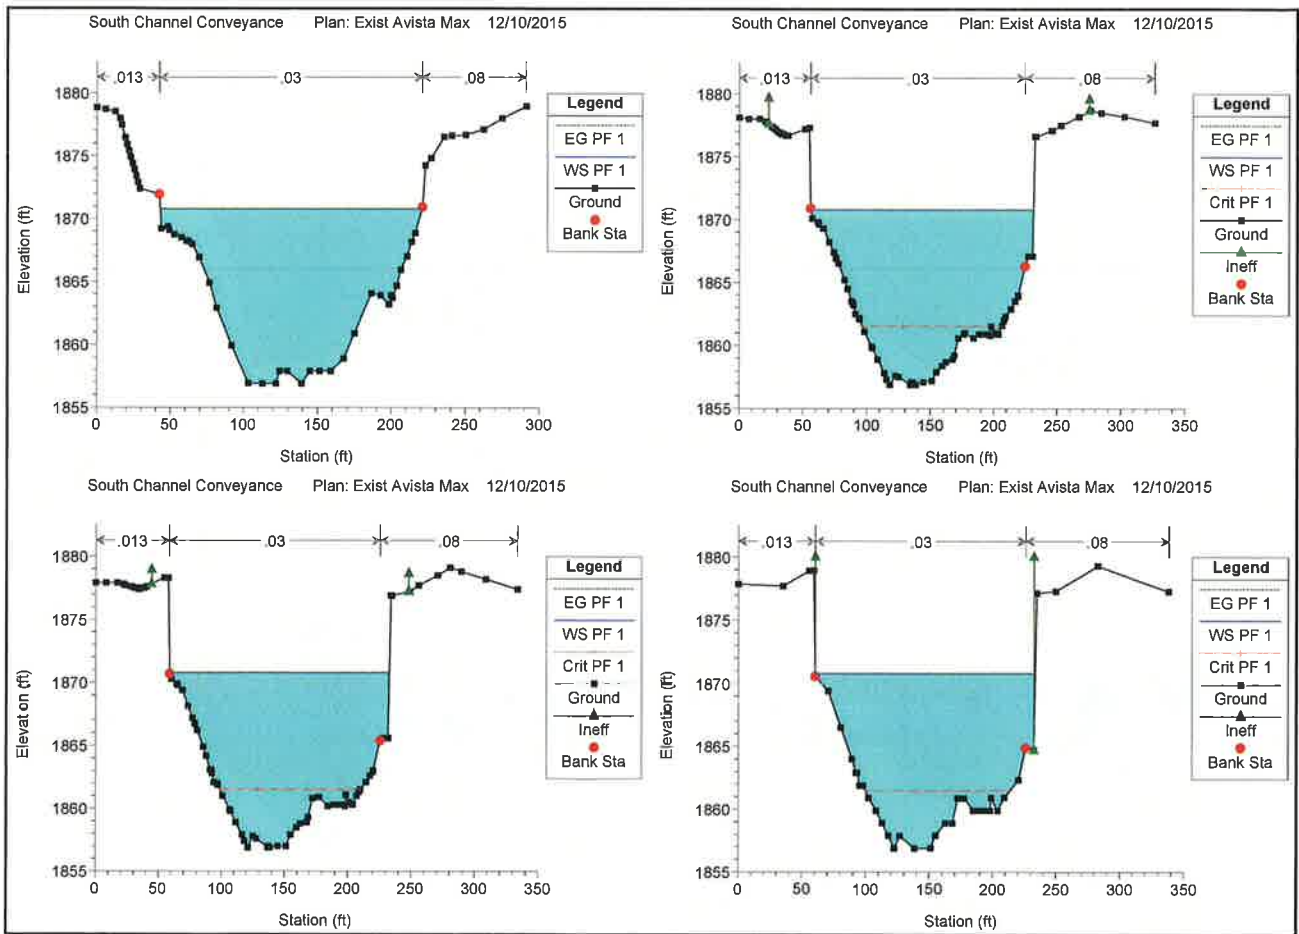 South Channel Conveyance Plan: Exist Avista Max 12/10/2015
.013 .03 .08
1880
1875
1870
1865
1860
1855
Elevation (ft)
0 50 100 150 200 250 300
Station (ft)
Legend
EG PF 1
WS PF 1
Ground
Bank Sta
South Channel Conveyance Plan: Exist Avista Max 12/10/2015
.013 .03 .08
1880
1875
1870
1865
1860
1855
Elevation (ft)
0 50 100 150 200 250 300 350
Station (ft)
Legend
EG PF 1
WS PF 1
Crit PF 1
Ground
Ineff
Bank Sta
South Channel Conveyance Plan: Exist Avista Max 12/10/2015
.013 .03 .08
1880
1875
1870
1865
1860
1855
Elevation (ft)
0 50 100 150 200 250 300 350
Station (ft)
Legend
EG PF 1
WS PF 1
Crit PF 1
Ground
Ineff
Bank Sta
South Channel Conveyance Plan: Exist Avista Max 12/10/2015
.013 .03 .08
1880
1875
1870
1865
1860
1855
Elevation (ft)
0 50 100 150 200 250 300 350
Station (ft)
Legend
EG PF 1
WS PF 1
Crit PF 1
Ground
Ineff
Bank Sta